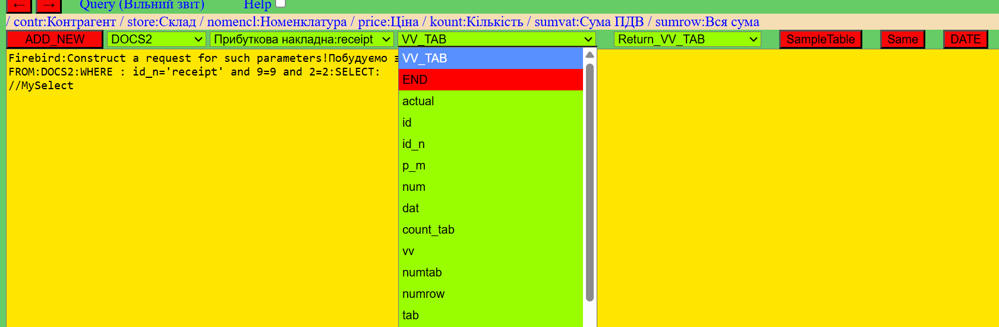 ← → Query (Вільний звіт) Help
/ contr:Контрагент / store:Склад / nomencl:Номенклатура / price:Ціна / kount:Кількість / sumvat:Сума ПДВ / sumrow:Вся сума
ADD_NEW DOCS2 Прибуткова накладна:receipt VV_TAB Return_VV_TAB SampleTable Same DATE
Firebird:Construct a request for such parameters!Побудуємо
FROM:DOCS2:WHERE : id_n='receipt' and 9=9 and 2=2:SELECT:
//MySelect
VV_TAB
END
actual
id
id_n
p_m
num
dat
count_tab
vv
numtab
numrow
tab